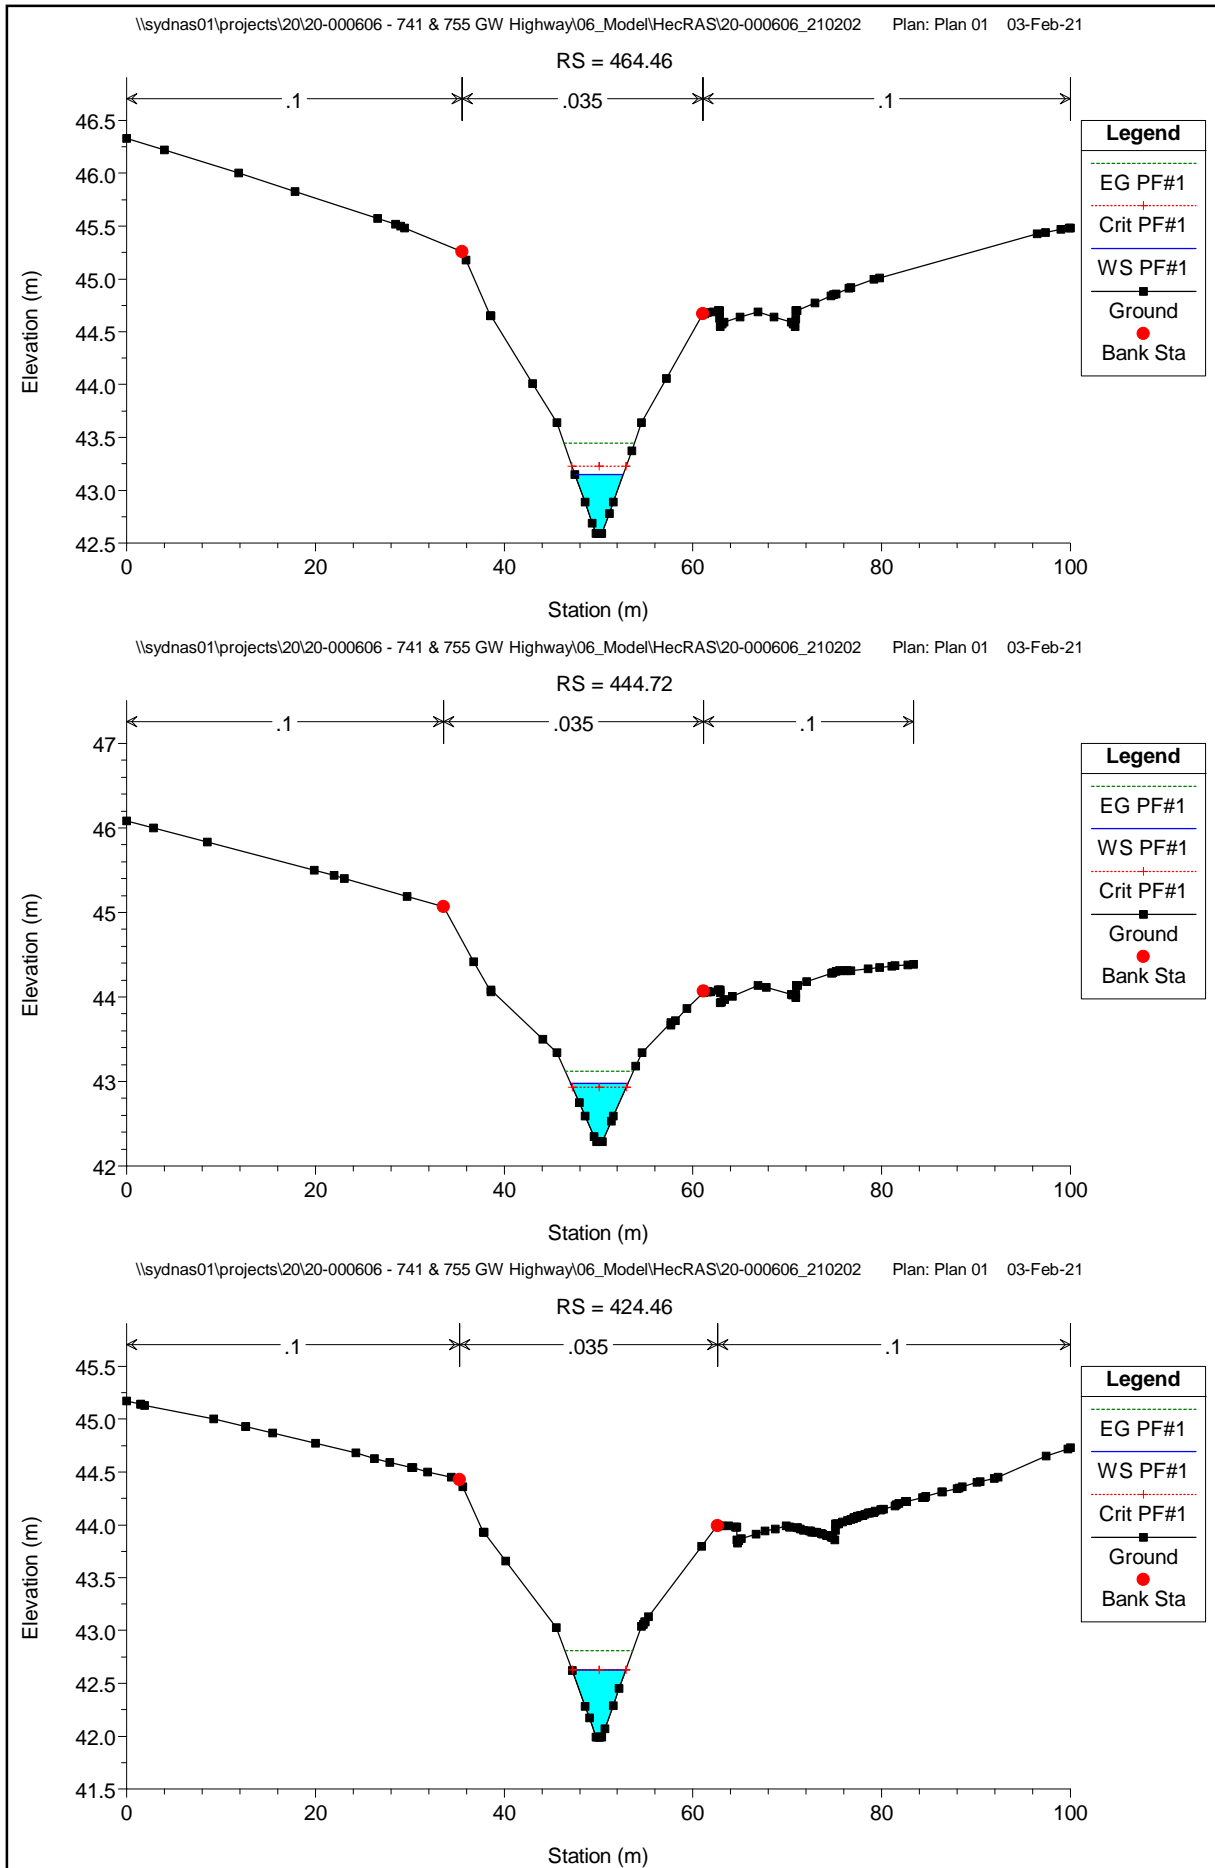 \\sydnas01\projects\20\20-000606 - 741 & 755 GW Highway\06_Model\HecRAS\20-000606_210202 Plan: Plan 01 03-Feb-21
RS = 464.46
.1 .035 .1
46.5
46.0
45.5
45.0
44.5
44.0
43.5
43.0
42.5
Elevation (m)
0 20 40 60 80 100
Station (m)
Legend
EG PF#1
Crit PF#1
WS PF#1
Ground
Bank Sta
\\sydnas01\projects\20\20-000606 - 741 & 755 GW Highway\06_Model\HecRAS\20-000606_210202 Plan: Plan 01 03-Feb-21
RS = 444.72
.1 .035 .1
47
46
45
44
43
42
Elevation (m)
0 20 40 60 80 100
Station (m)
Legend
EG PF#1
WS PF#1
Crit PF#1
Ground
Bank Sta
\\sydnas01\projects\20\20-000606 - 741 & 755 GW Highway\06_Model\HecRAS\20-000606_210202 Plan: Plan 01 03-Feb-21
RS = 424.46
.1 .035 .1
45.5
45.0
44.5
44.0
43.5
43.0
42.5
42.0
41.5
Elevation (m)
0 20 40 60 80 100
Station (m)
Legend
EG PF#1
WS PF#1
Crit PF#1
Ground
Bank Sta